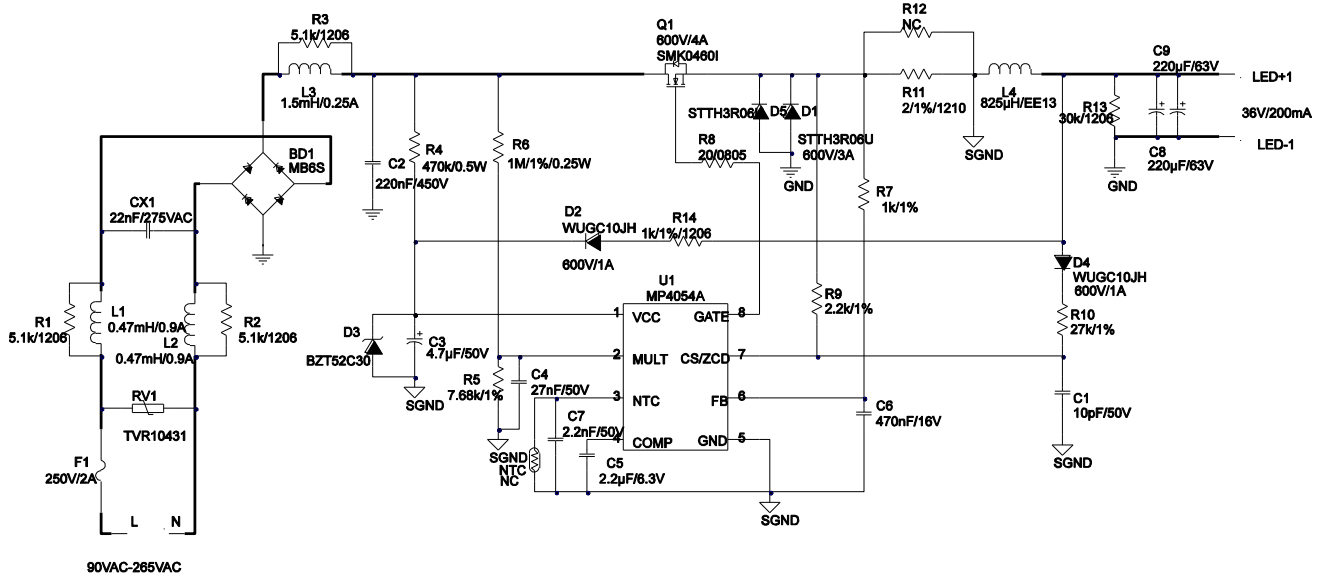 R3
5.1k/1206
L3
1.5mH/0.25A
Q1
600V/4A
SMK0460I
R12
NC
R11
2/1%/1210
L4
825µH/EE13
SGND
C9
220µF/63V
LED+1
R13
30k/1206
36V/200mA
LED-1
C8
220µF/63V
GND
BD1
MB6S
C2
220nF/450V
R4
470k/0.5W
R6
1M/1%/0.25W
STTH3R06
D5
D1
STTH3R06U
600V/3A
GND
R8
20/0805
R7
1k/1%
CX1
22nF/275VAC
D2
WUGC10JH
600V/1A
R14
1k/1%/1206
D4
WUGC10JH
600V/1A
R1
5.1k/1206
L1
0.47mH/0.9A
L2
0.47mH/0.9A
R2
5.1k/1206
U1
MP4054A
1
VCC
GATE
8
2
MULT
CS/ZCD
7
3
NTC
FB
6
4
COMP
GND
5
R9
2.2k/1%
R10
27k/1%
D3
BZT52C30
C3
4.7µF/50V
SGND
R5
7.68k/1%
C4
27nF/50V
SGND
NTC
NC
C7
2.2nF/50V
C5
2.2µF/6.3V
C6
470nF/16V
C1
10pF/50V
SGND
SGND
RV1
TVR10431
F1
250V/2A
L
N
90VAC-265VAC